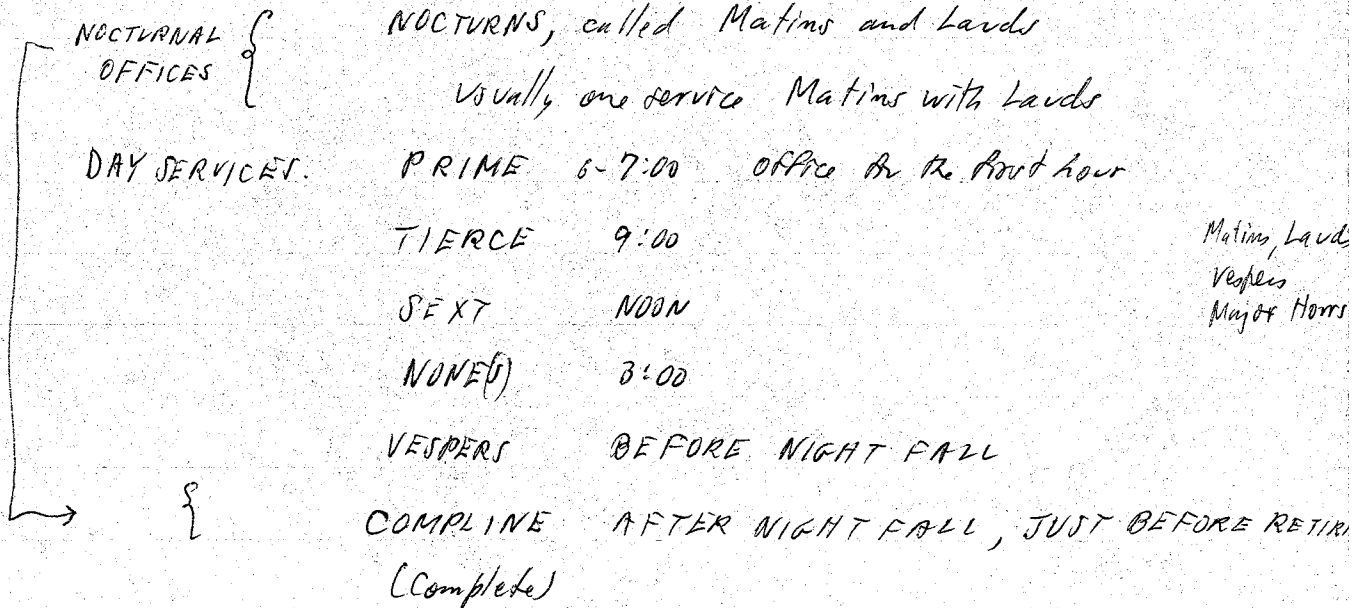 NOCTURNAL OFFICES
NOCTURNS, called Matins and Lauds
Usually one service Matins with Lauds
DAY SERVICES. PRIME 6-7:00 office for the first hour
TIERCE 9:00
SEXT NOON
NONE(S) 3:00
Matins, Lauds
Vespers
Major Hours
VESPERS BEFORE NIGHT FALL
COMPLINE AFTER NIGHT FALL, JUST BEFORE RETIR
(Complete)